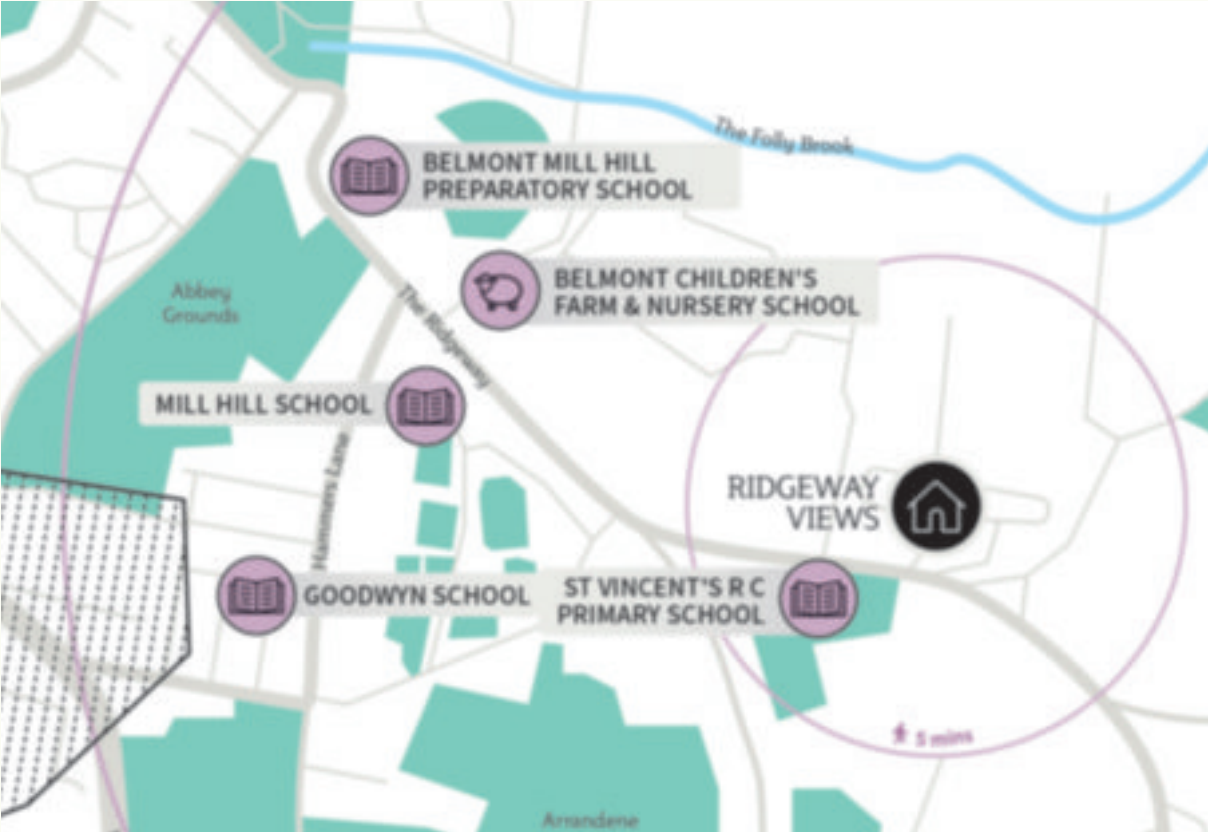 The Folly Brook
BELMONT MILL HILL
PREPARATORY SCHOOL
BELMONT CHILDREN'S
FARM & NURSERY SCHOOL
Abbey
Grounds
The Ridgeway
MILL HILL SCHOOL
Hammers Lane
RIDGEWAY
VIEWS
GOODWYN SCHOOL
ST VINCENT'S R C
PRIMARY SCHOOL
5 mins
Arrandene